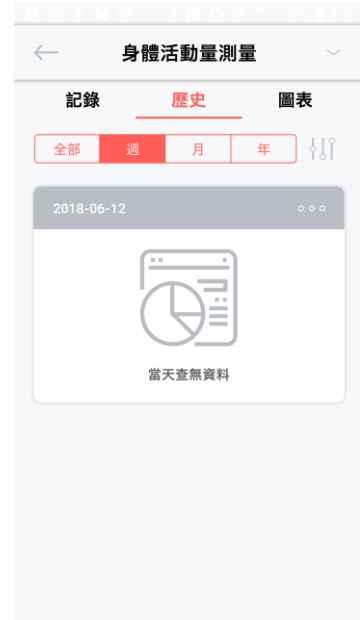 身體活動量測量
記錄 歷史 圖表
全部 週 月 年
2018-06-12
當天查無資料